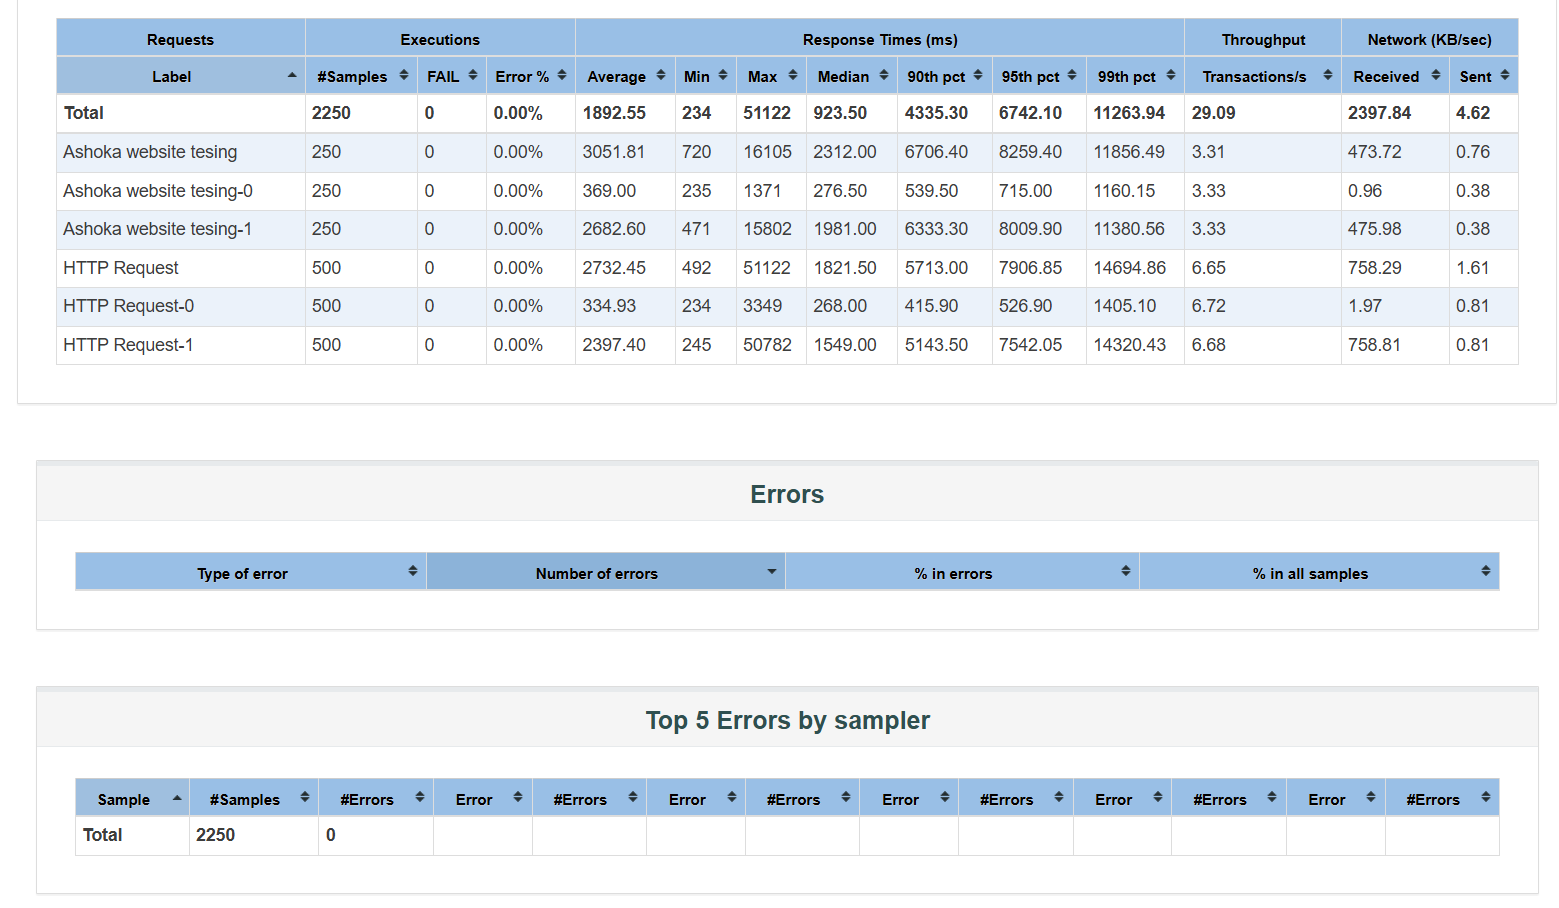 Requests Executions Response Times (ms) Throughput Network (KB/sec)
Label #Samples FAIL Error % Average Min Max Median 90th pct 95th pct 99th pct Transactions/s Received Sent
Total 2250 0 0.00% 1892.55 234 51122 923.50 4335.30 6742.10 11263.94 29.09 2397.84 4.62
Ashoka website tesing 250 0 0.00% 3051.81 720 16105 2312.00 6706.40 8259.40 11856.49 3.31 473.72 0.76
Ashoka website tesing-0 250 0 0.00% 369.00 235 1371 276.50 539.50 715.00 1160.15 3.33 0.96 0.38
Ashoka website tesing-1 250 0 0.00% 2682.60 471 15802 1981.00 6333.30 8009.90 11380.56 3.33 475.98 0.38
HTTP Request 500 0 0.00% 2732.45 492 51122 1821.50 5713.00 7906.85 14694.86 6.65 758.29 1.61
HTTP Request-0 500 0 0.00% 334.93 234 3349 268.00 415.90 526.90 1405.10 6.72 1.97 0.81
HTTP Request-1 500 0 0.00% 2397.40 245 50782 1549.00 5143.50 7542.05 14320.43 6.68 758.81 0.81
Errors
Type of error Number of errors % in errors % in all samples
Top 5 Errors by sampler
Sample #Samples #Errors Error #Errors Error #Errors Error #Errors Error #Errors Error #Errors
Total 2250 0